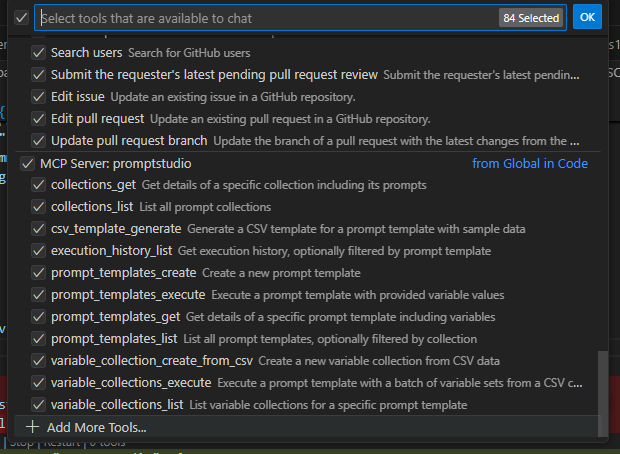 Select tools that are available to chat 84 Selected OK
Search users Search for GitHub users
Submit the requester's latest pending pull request review Submit the requester's latest pendin...
Edit issue Update an existing issue in a GitHub repository.
Edit pull request Update an existing pull request in a GitHub repository.
Update pull request branch Update the branch of a pull request with the latest changes from the ...
MCP Server: promptstudio from Global in Code
collections_get Get details of a specific collection including its prompts
collections_list List all prompt collections
csv_template_generate Generate a CSV template for a prompt template with sample data
execution_history_list Get execution history, optionally filtered by prompt template
prompt_templates_create Create a new prompt template
prompt_templates_execute Execute a prompt template with provided variable values
prompt_templates_get Get details of a specific prompt template including variables
prompt_templates_list List all prompt templates, optionally filtered by collection
variable_collection_create_from_csv Create a new variable collection from CSV data
variable_collections_execute Execute a prompt template with a batch of variable sets from a CSV c...
variable_collections_list List variable collections for a specific prompt template
+ Add More Tools...
| Stop | Restart | 0 tools